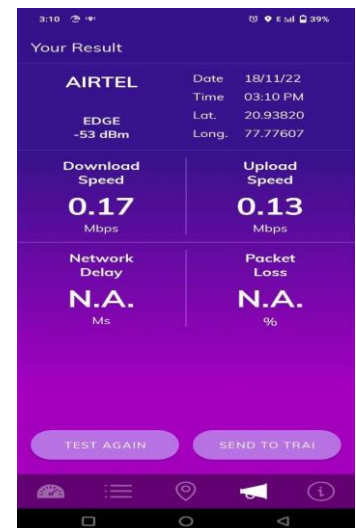 3:10 39%
Your Result
AIRTEL
EDGE
-53 dBm
Date 18/11/22
Time 03:10 PM
Lat. 20.93820
Long. 77.77607
Download
Speed
0.17
Mbps
Upload
Speed
0.13
Mbps
Network
Delay
N.A.
Ms
Packet
Loss
N.A.
%
TEST AGAIN
SEND TO TRAI